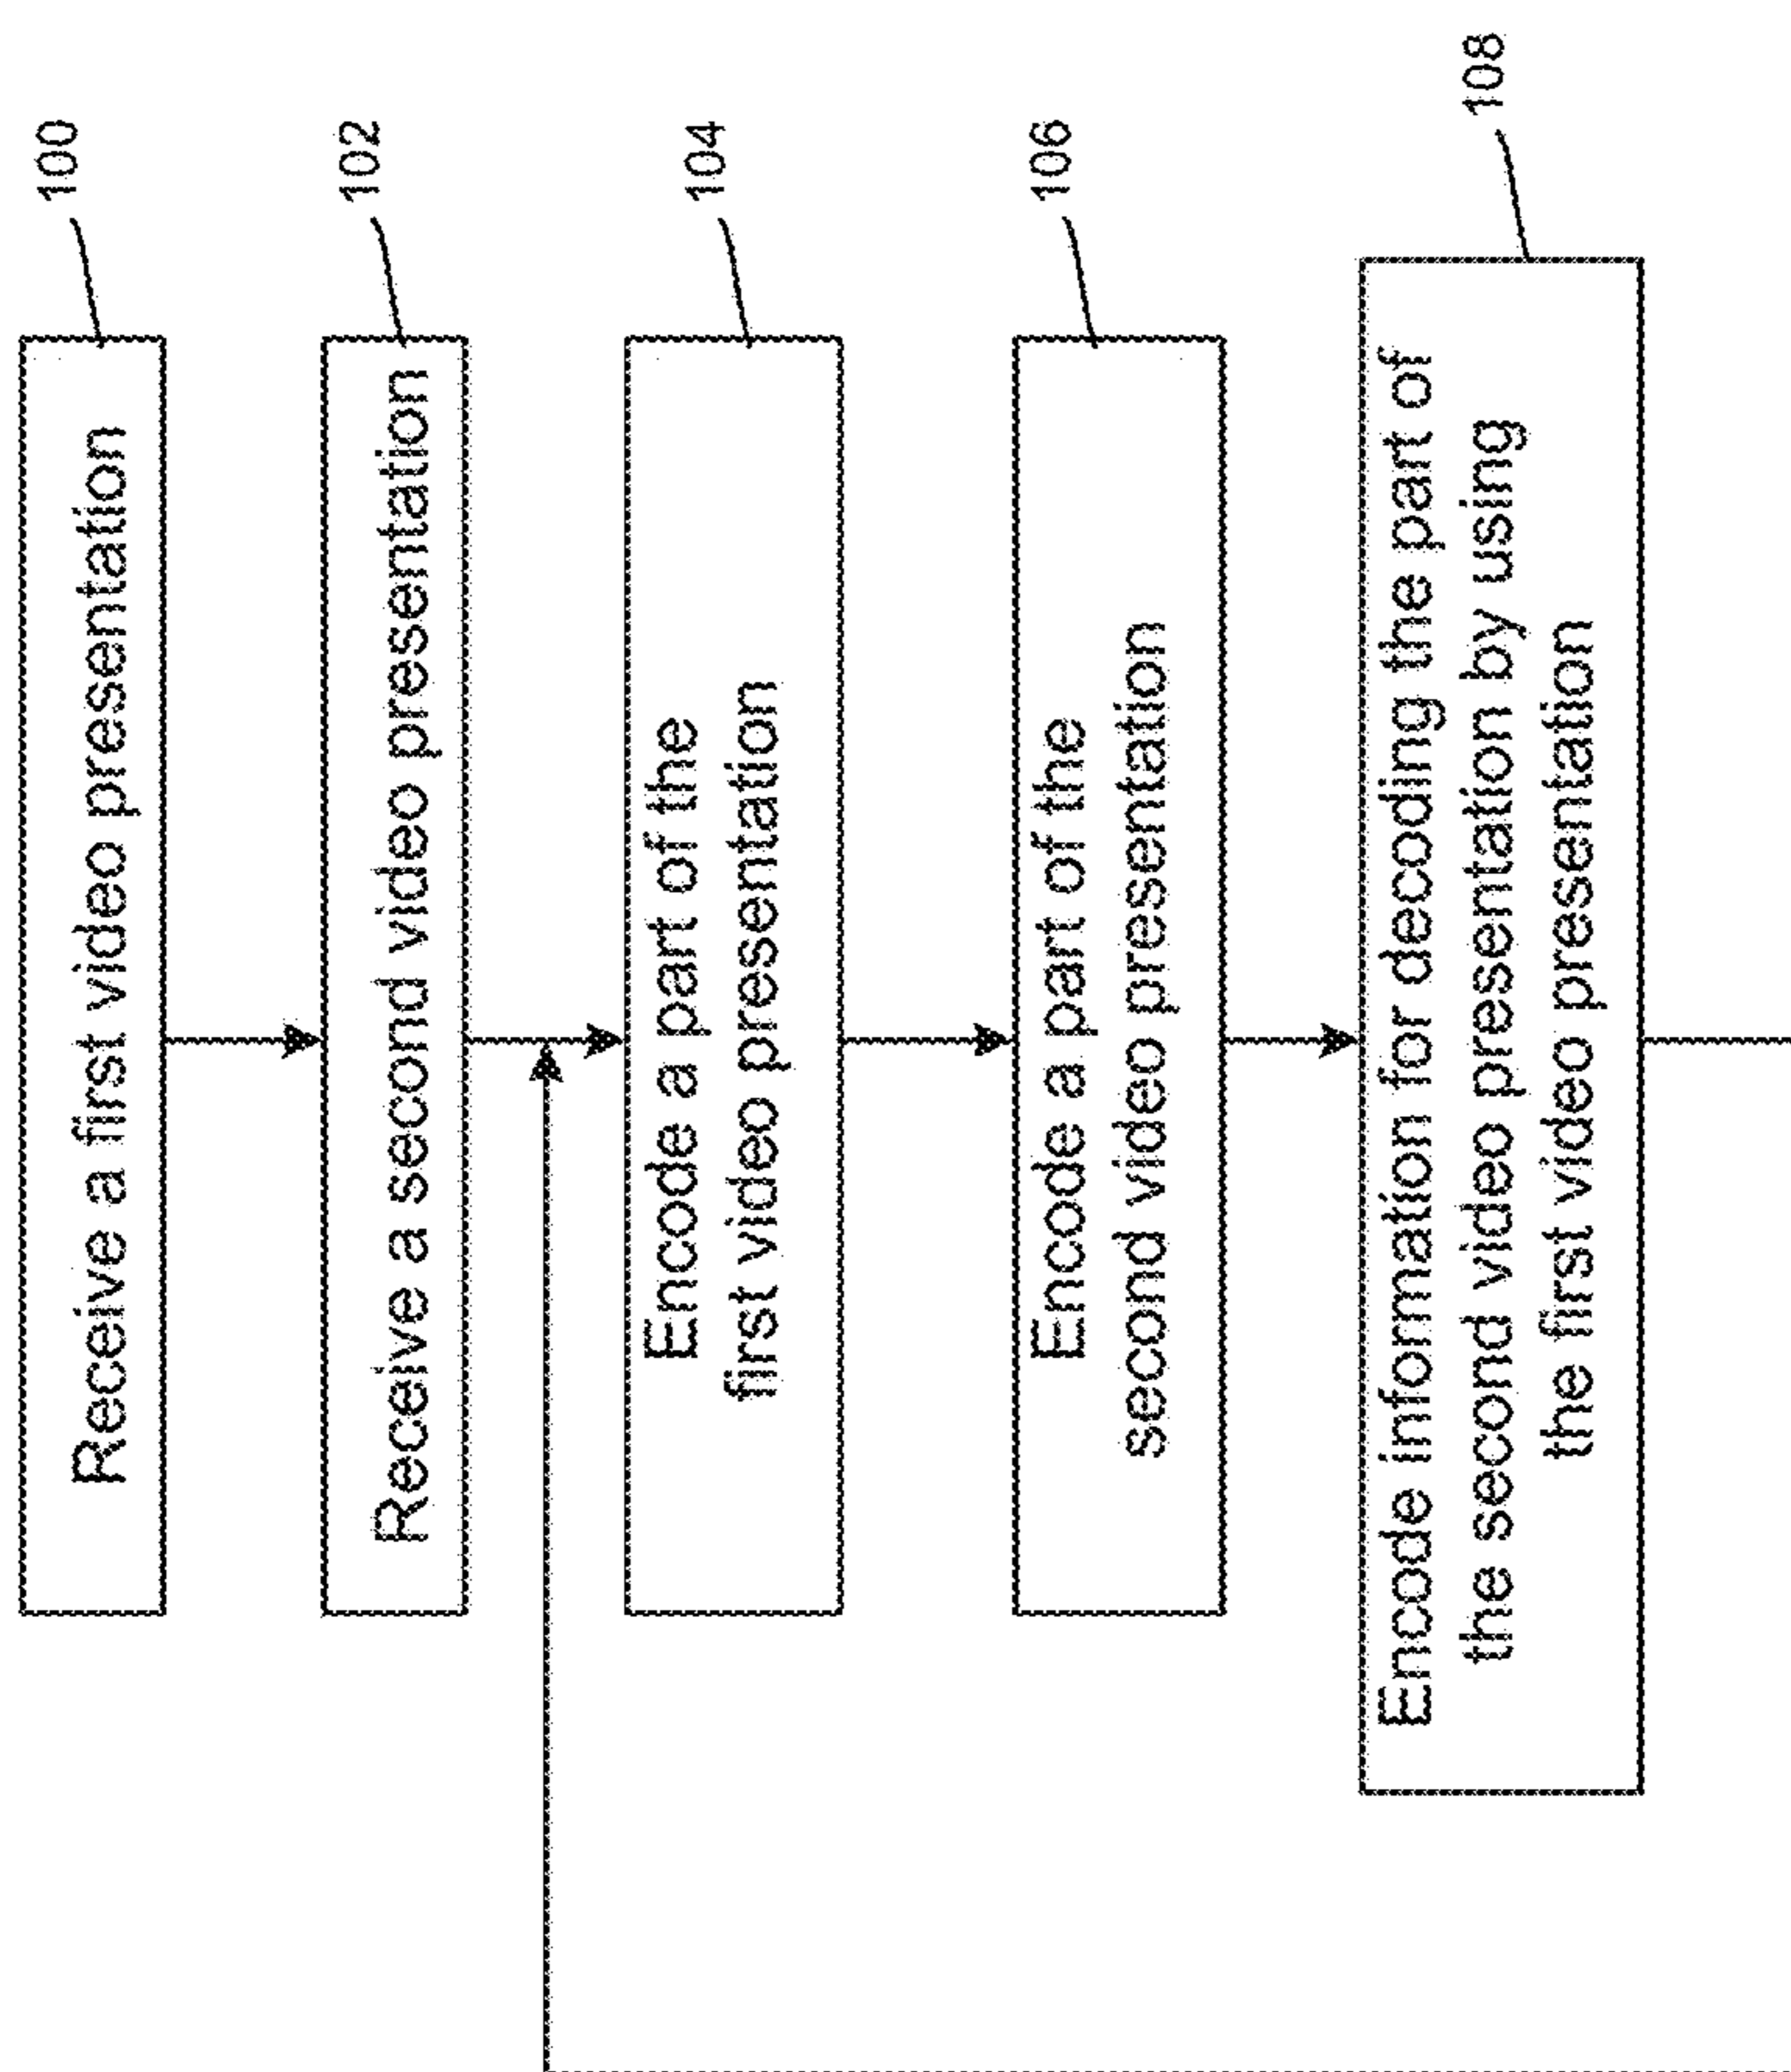 Receive a first video presentation
100
Receive a second video presentation
102
Encode a part of the
first video presentation
104
Encode a part of the
second video presentation
106
Encode information for decoding the part of
the second video presentation by using
the first video presentation
108